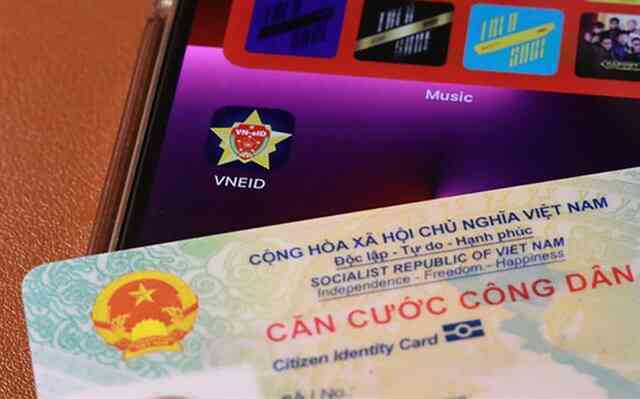 Music
VN-eID
VNEID
CỘNG HÒA XÃ HỘI CHỦ NGHĨA VIỆT NAM
Độc lập - Tự do - Hạnh phúc
SOCIALIST REPUBLIC OF VIET NAM
Independence - Freedom - Happiness
CĂN CƯỚC CÔNG DÂN
Citizen Identity Card